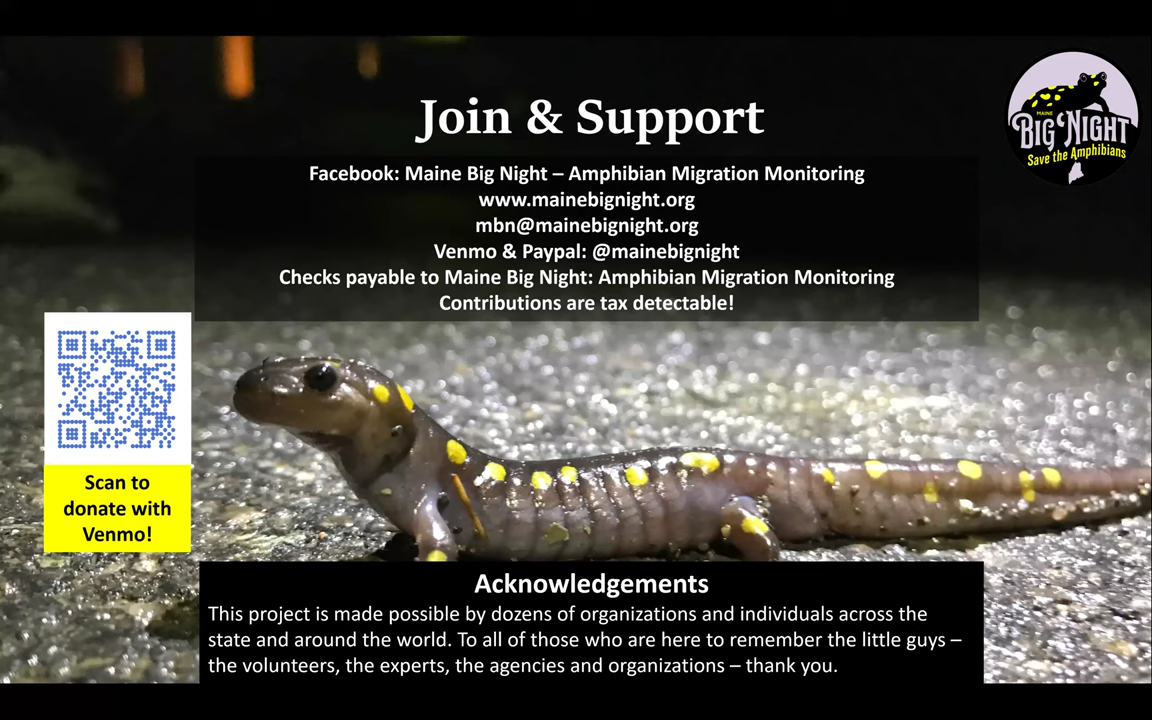 Join & Support
MAINE
BIG NIGHT
Save the Amphibians
Facebook: Maine Big Night – Amphibian Migration Monitoring
www.mainebignight.org
mbn@mainebignight.org
Venmo & Paypal: @mainebignight
Checks payable to Maine Big Night: Amphibian Migration Monitoring
Contributions are tax detectable!
Scan to
donate with
Venmo!
Acknowledgements
This project is made possible by dozens of organizations and individuals across the
state and around the world. To all of those who are here to remember the little guys –
the volunteers, the experts, the agencies and organizations – thank you.